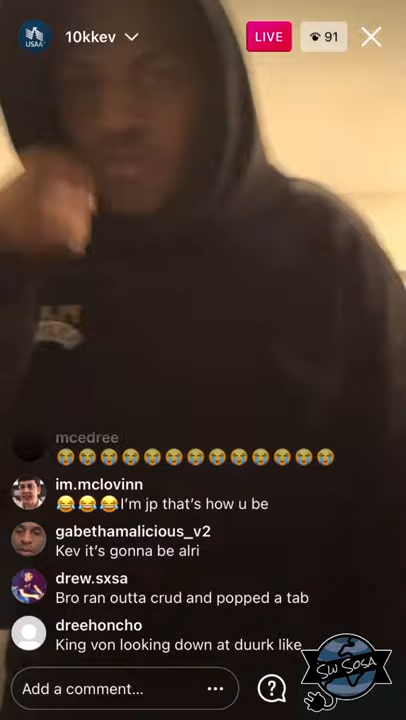 USAA
10kkev
LIVE
91
mcedree
😭😭😭😭😭😭😭😭😭😭😭😭😭
im.mclovinn
😂😂😂I'm jp that's how u be
gabethamalicious_v2
Kev it's gonna be alri
drew.sxsa
Bro ran outta crud and popped a tab
dreehoncho
King von looking down at duurk like
SW SOSA
Add a comment...